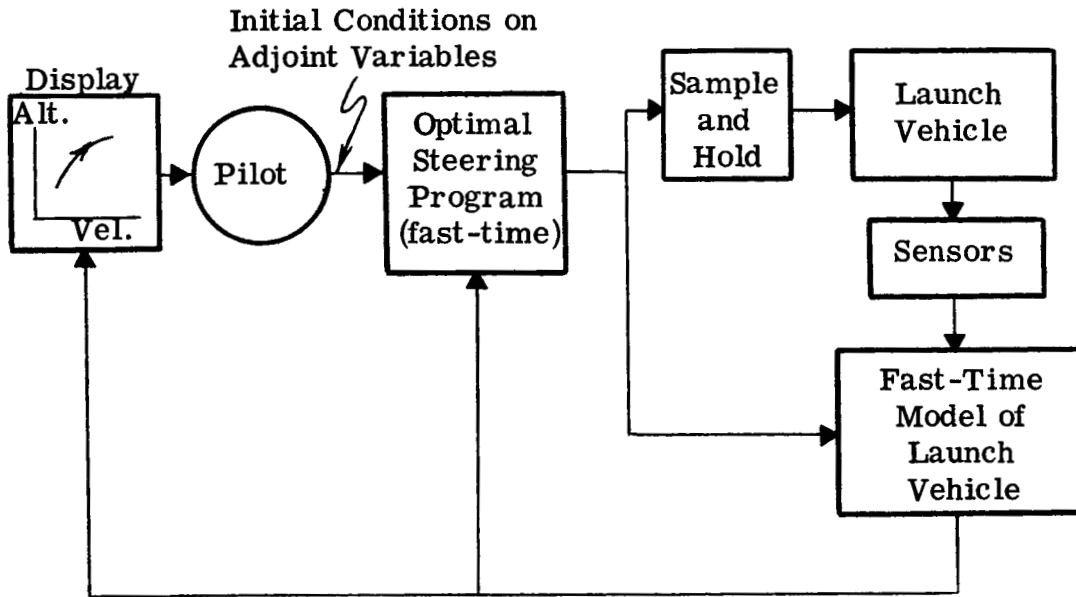 Initial Conditions on
Adjoint Variables
Display
Alt.
Vel.
Pilot
Optimal
Steering
Program
(fast-time)
Sample
and
Hold
Launch
Vehicle
Sensors
Fast-Time
Model of
Launch
Vehicle